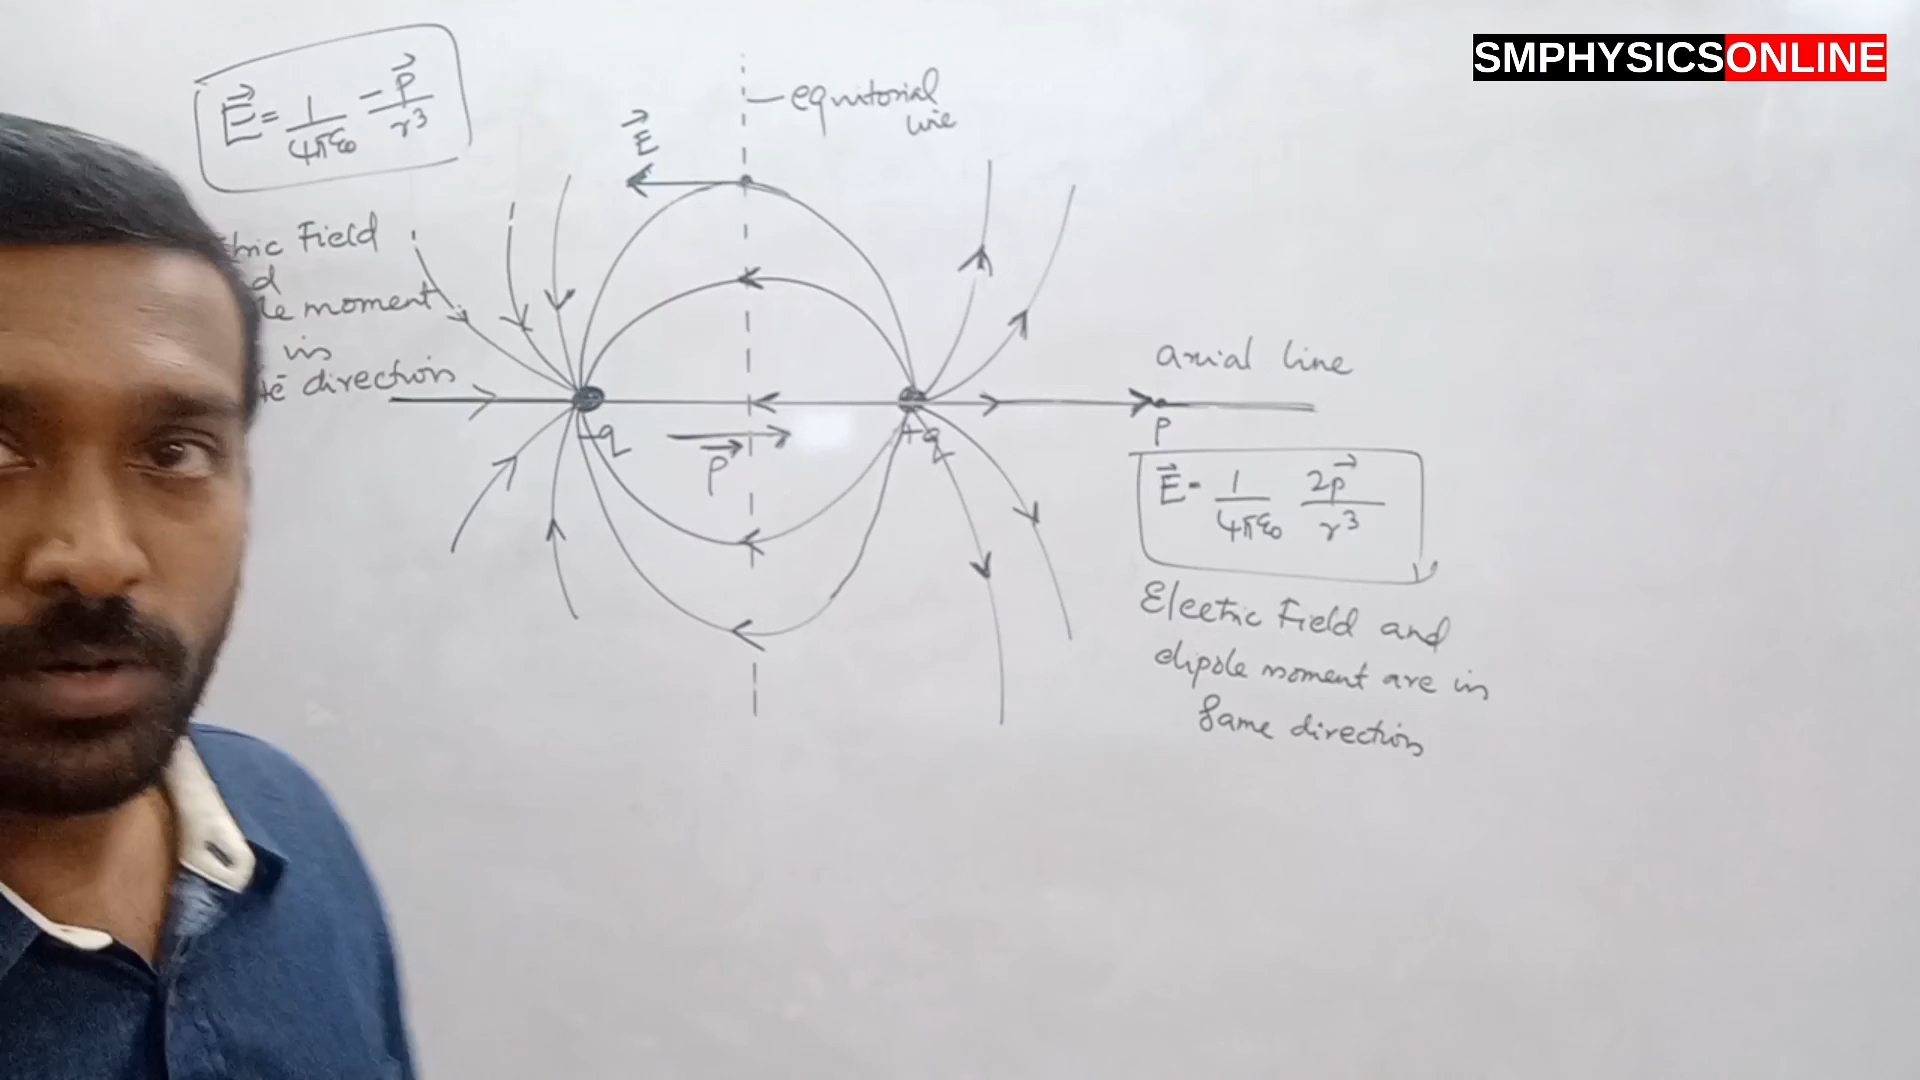 SMPHYSICSONLINE
E⃗ = 1/4πε₀ -p⃗/r³
equitorial
line
E⃗
Field
moment
in
direction
axial line
-q
+q
P
p⃗
E⃗ = 1/4πε₀ 2p⃗/r³
Electric Field and
dipole moment are in
Same direction